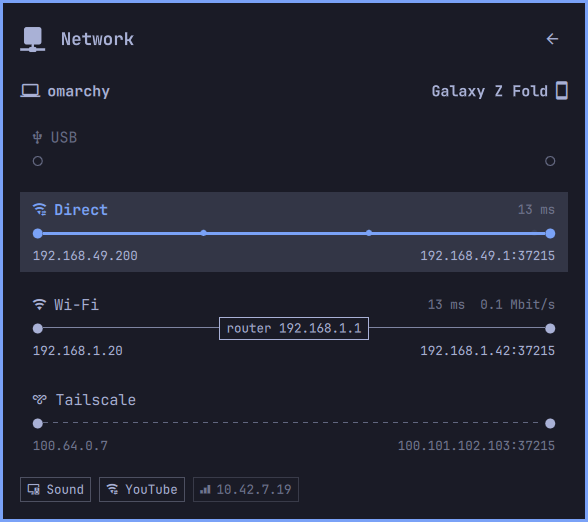 Network
omarchy Galaxy Z Fold
USB
Direct 13 ms
192.168.49.200 192.168.49.1:37215
Wi-Fi 13 ms 0.1 Mbit/s
router 192.168.1.1
192.168.1.20 192.168.1.42:37215
Tailscale
100.64.0.7 100.101.102.103:37215
Sound YouTube 10.42.7.19